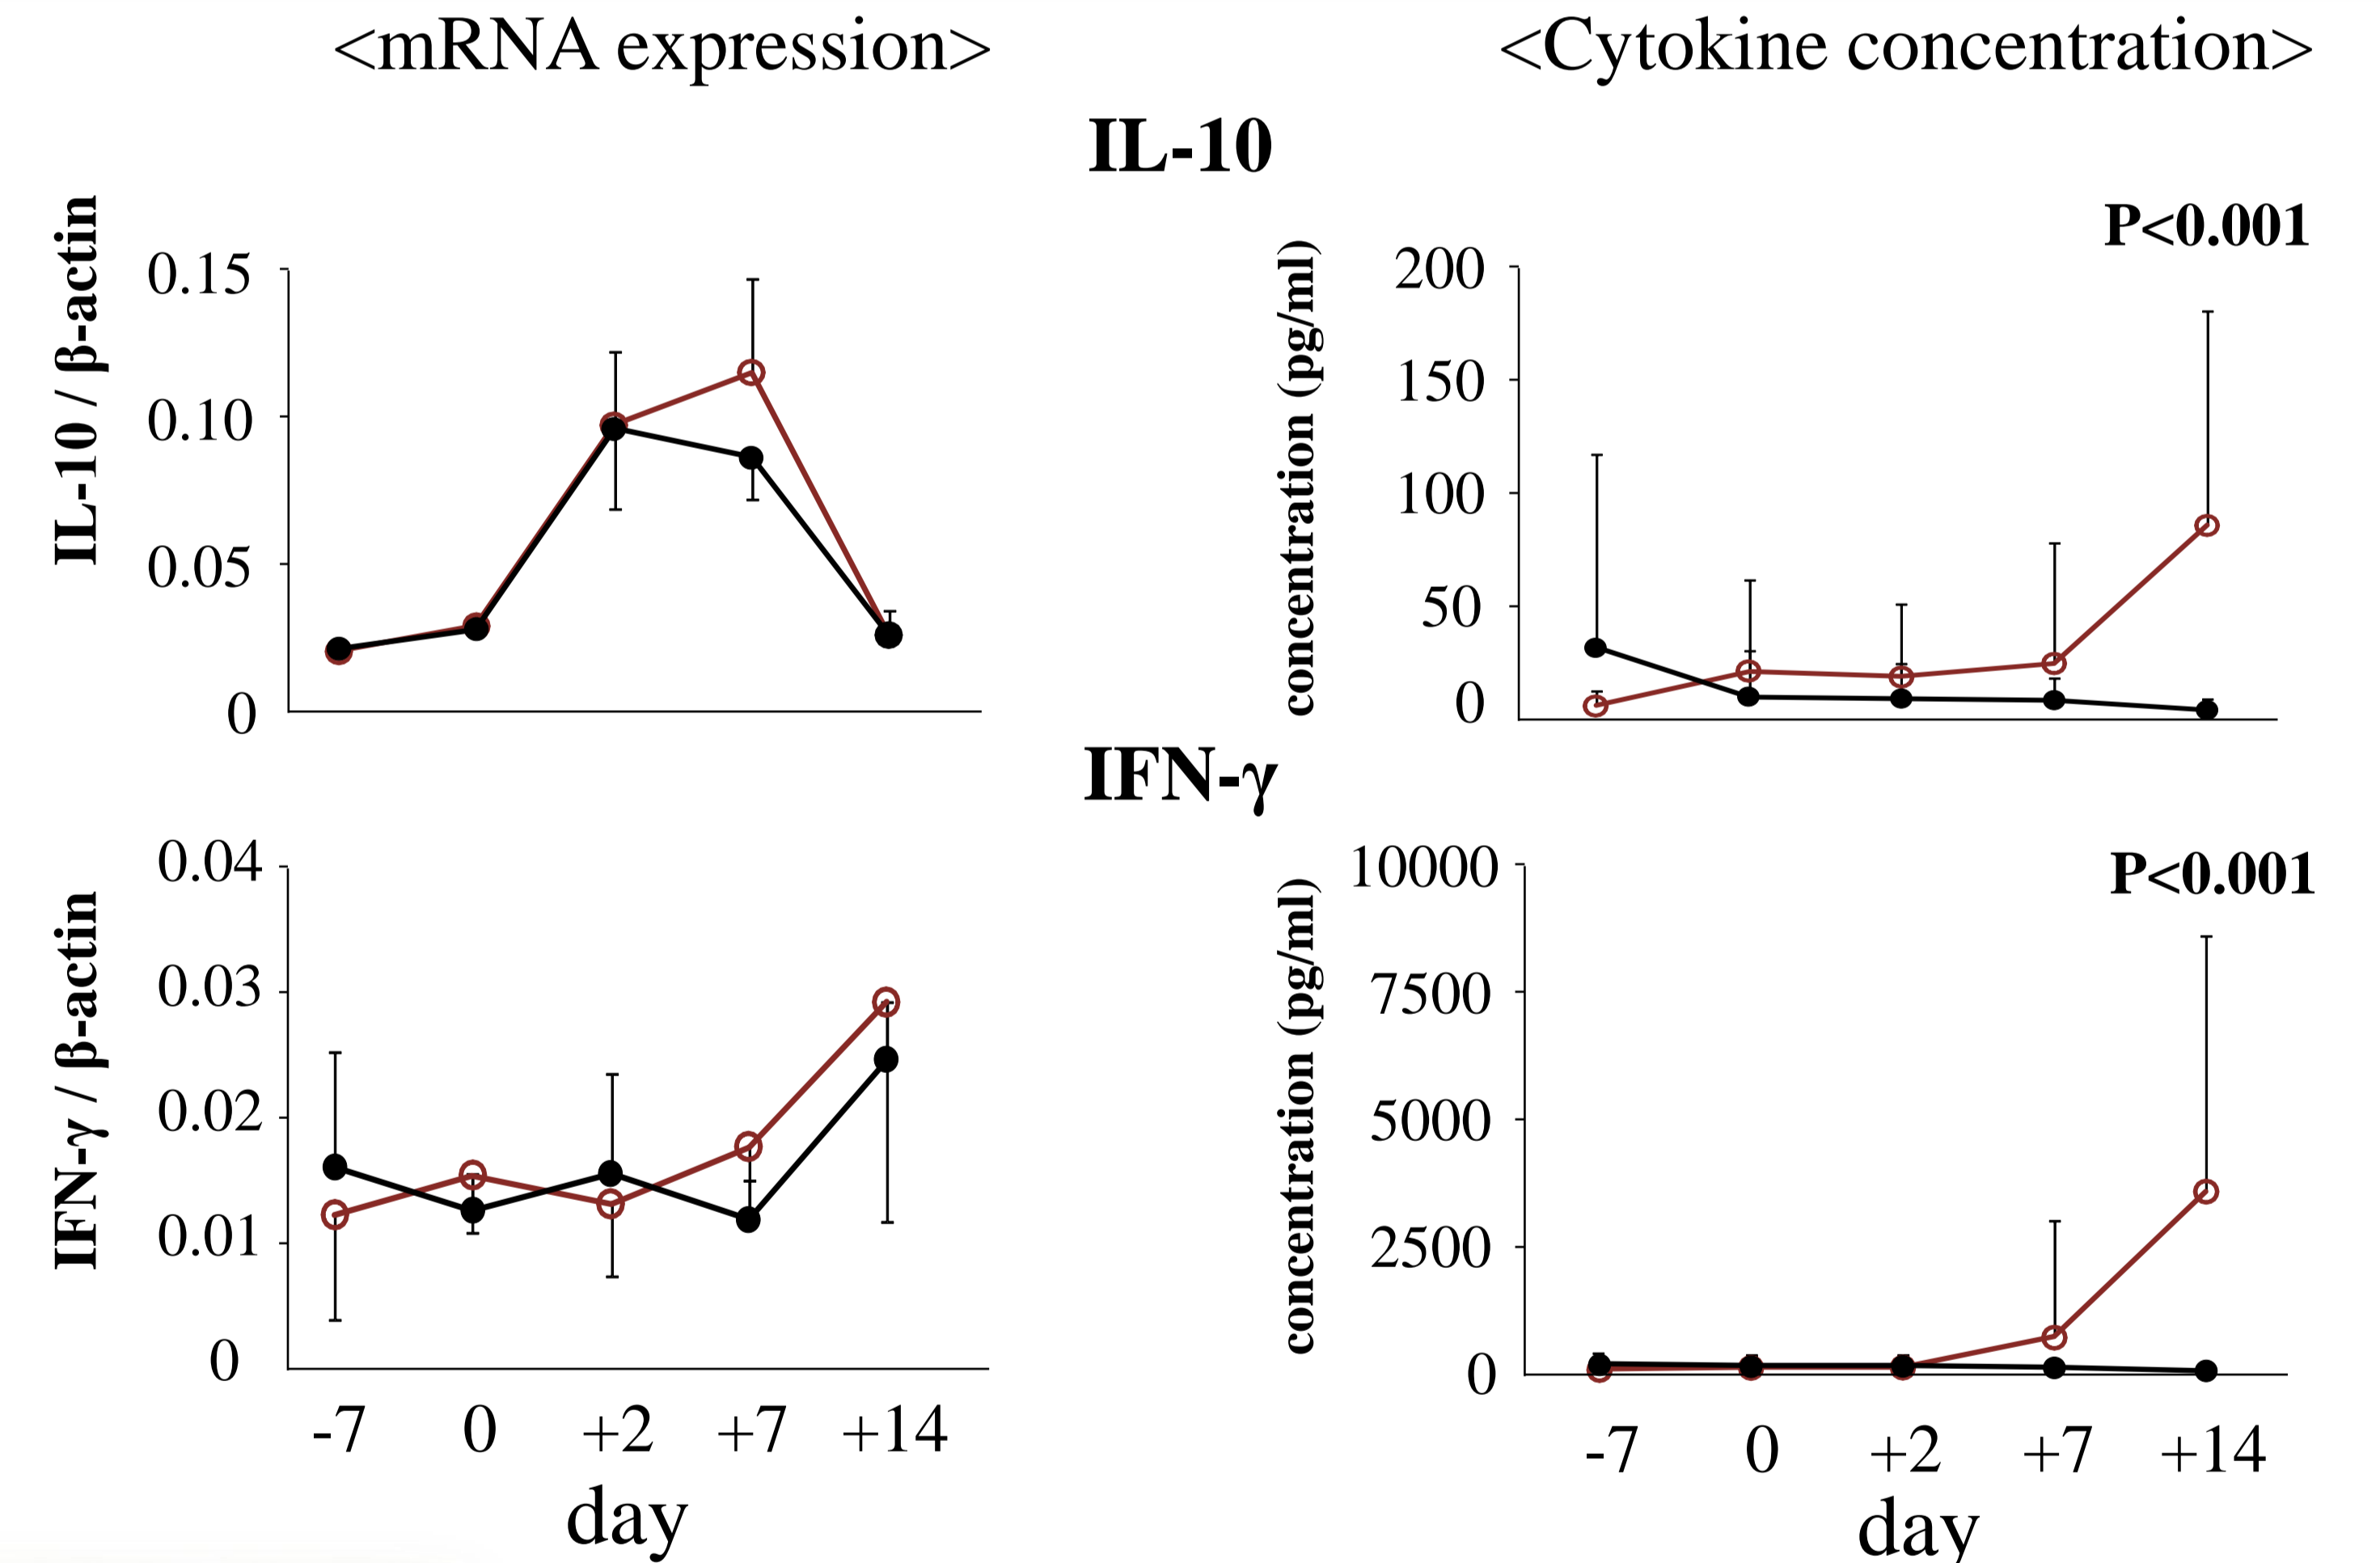 <mRNA expression>
<Cytokine concentration>
IL-10
IL-10 / β-actin
0.15
0.10
0.05
0
concentration (pg/ml)
P<0.001
200
150
100
50
0
IFN-γ
IFN-γ / β-actin
0.04
0.03
0.02
0.01
0
-7 0 +2 +7 +14
day
concentration (pg/ml)
P<0.001
10000
7500
5000
2500
0
-7 0 +2 +7 +14
day